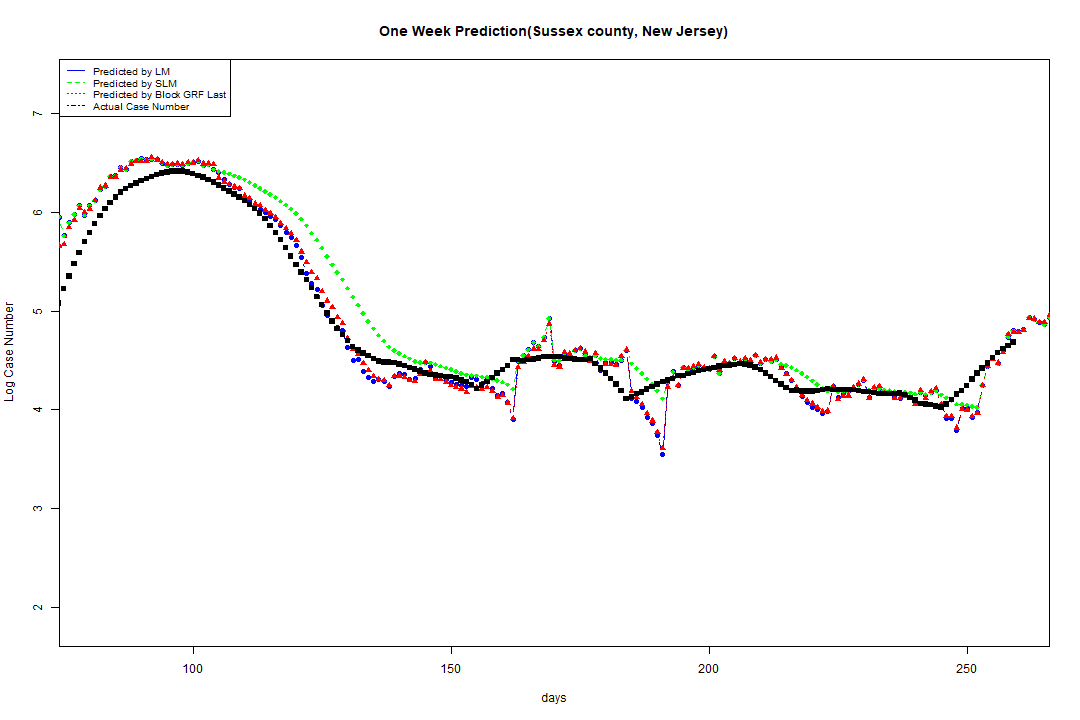 One Week Prediction(Sussex county, New Jersey)
Predicted by LM
Predicted by SLM
Predicted by Block GRF Last
Actual Case Number
7
6
5
4
3
2
Log Case Number
100 150 200 250
days